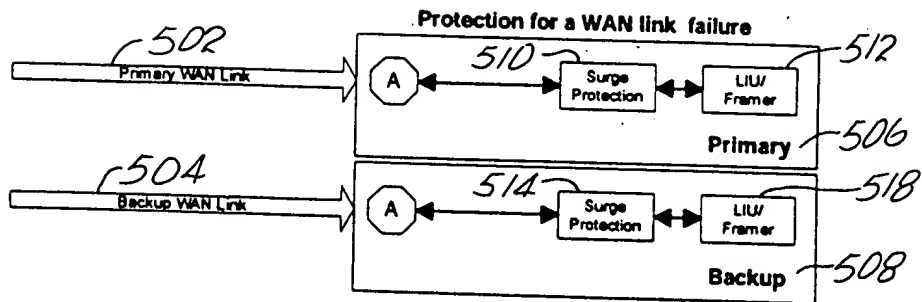 Protection for a WAN link failure
502
Primary WAN Link
A
510
Surge
Protection
512
LIU/
Framer
Primary
506
504
Backup WAN Link
A
514
Surge
Protection
518
LIU/
Framer
Backup
508